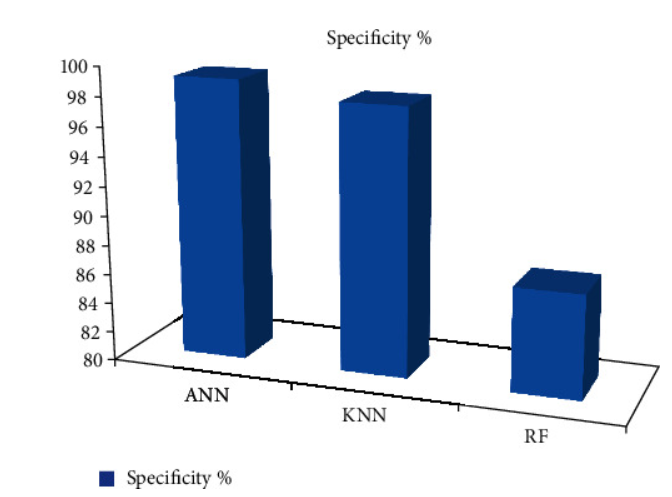 Specificity %
100
98
96
94
92
90
88
86
84
82
80
ANN
KNN
RF
Specificity %